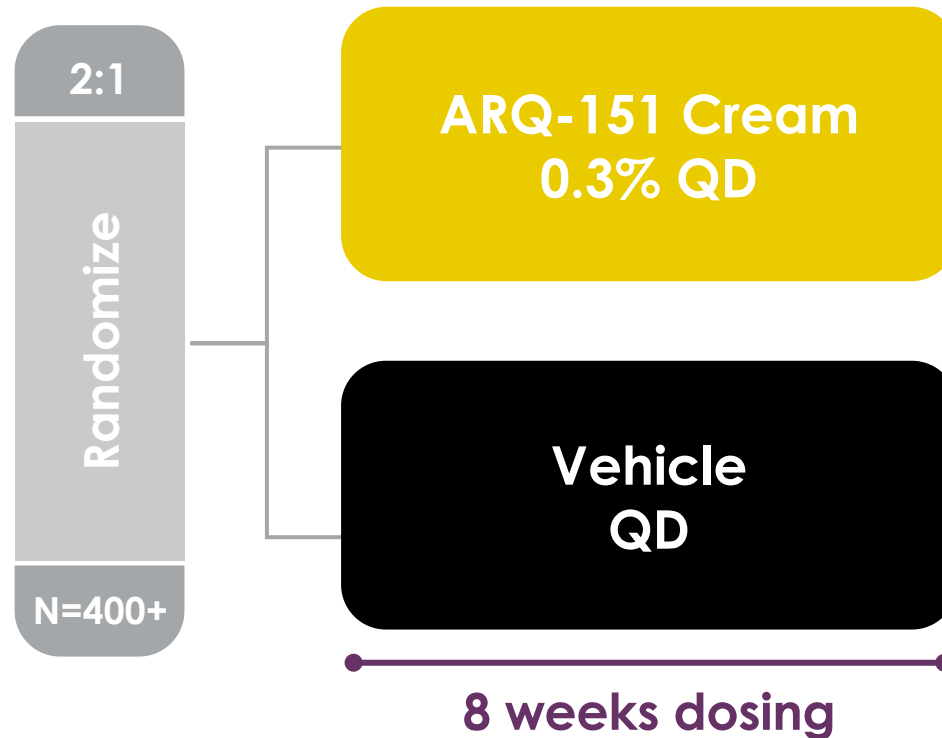 2:1
Randomize
N=400+
ARQ-151 Cream
0.3% QD
Vehicle
QD
8 weeks dosing